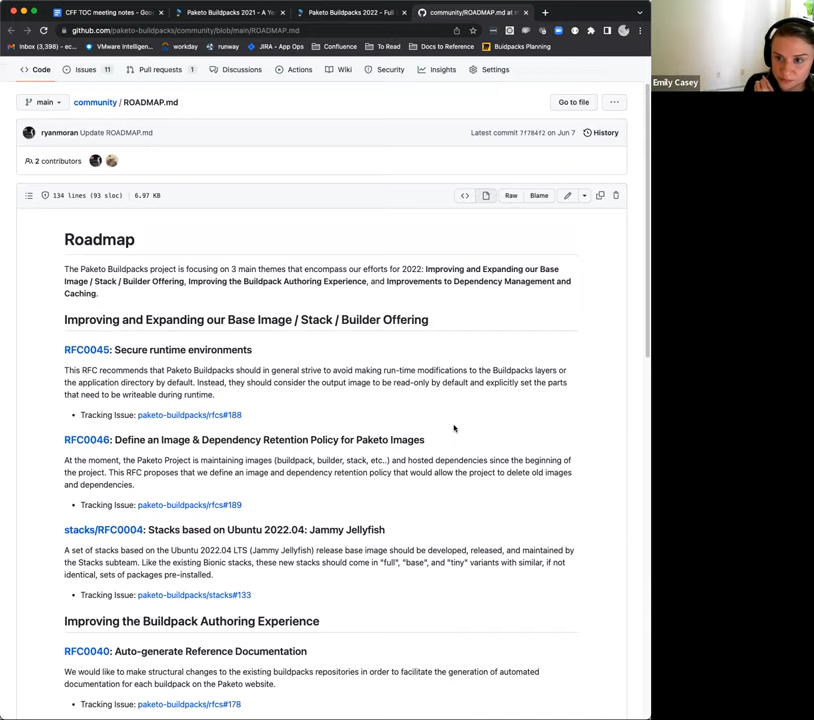 CFF TOC meeting notes - Goo
Paketo Buildpacks 2021 - A Ye
Paketo Buildpacks 2022 - Full
community/ROADMAP.md at m
github.com/paketo-buildpacks/community/blob/main/ROADMAP.md
Inbox (3,398) - ec...
VMware Intelligen...
workday
runway
JIRA - App Ops
Confluence
To Read
Docs to Reference
Buidpacks Planning
Code
Issues 11
Pull requests 1
Discussions
Actions
Wiki
Security
Insights
Settings
main
community / ROADMAP.md
Go to file
Emily Casey
ryanmoran Update ROADMAP.md
Latest commit 7f784f2 on Jun 7
History
2 contributors
134 lines (93 sloc)
6.97 KB
Raw
Blame
Roadmap
The Paketo Buildpacks project is focusing on 3 main themes that encompass our efforts for 2022: Improving and Expanding our Base
Image / Stack / Builder Offering, Improving the Buildpack Authoring Experience, and Improvements to Dependency Management and
Caching.
Improving and Expanding our Base Image / Stack / Builder Offering
RFC0045: Secure runtime environments
This RFC recommends that Paketo Buildpacks should in general strive to avoid making run-time modifications to the Buildpacks layers or
the application directory by default. Instead, they should consider the output image to be read-only by default and explicitly set the parts
that need to be writeable during runtime.
• Tracking Issue: paketo-buildpacks/rfcs#188
RFC0046: Define an Image & Dependency Retention Policy for Paketo Images
At the moment, the Paketo Project is maintaining images (buildpack, builder, stack, etc..) and hosted dependencies since the beginning of
the project. This RFC proposes that we define an image and dependency retention policy that would allow the project to delete old images
and dependencies.
• Tracking Issue: paketo-buildpacks/rfcs#189
stacks/RFC0004: Stacks based on Ubuntu 2022.04: Jammy Jellyfish
A set of stacks based on the Ubuntu 2022.04 LTS (Jammy Jellyfish) release base image should be developed, released, and maintained by
the Stacks subteam. Like the existing Bionic stacks, these new stacks should come in "full", "base", and "tiny" variants with similar, if not
identical, sets of packages pre-installed.
• Tracking Issue: paketo-buildpacks/stacks#133
Improving the Buildpack Authoring Experience
RFC0040: Auto-generate Reference Documentation
We would like to make structural changes to the existing buildpacks repositories in order to facilitate the generation of automated
documentation for each buildpack on the Paketo website.
• Tracking Issue: paketo-buildpacks/rfcs#178